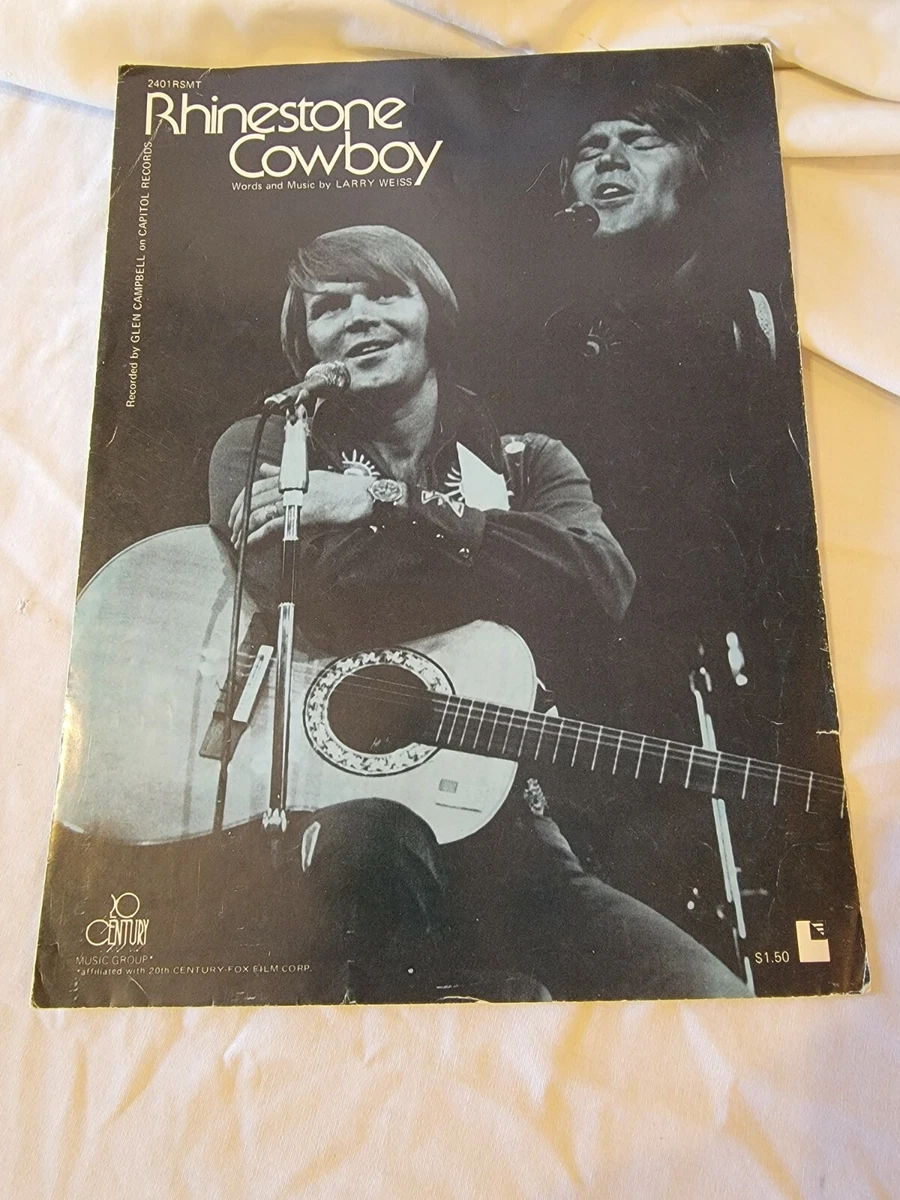 2401RSMT
Rhinestone
Cowboy
Words and Music by LARRY WEISS
Recorded by GLEN CAMPBELL on CAPITOL RECORDS
20
CENTURY
MUSIC GROUP*
*affiliated with 20th CENTURY-FOX FILM CORP.
$1.50